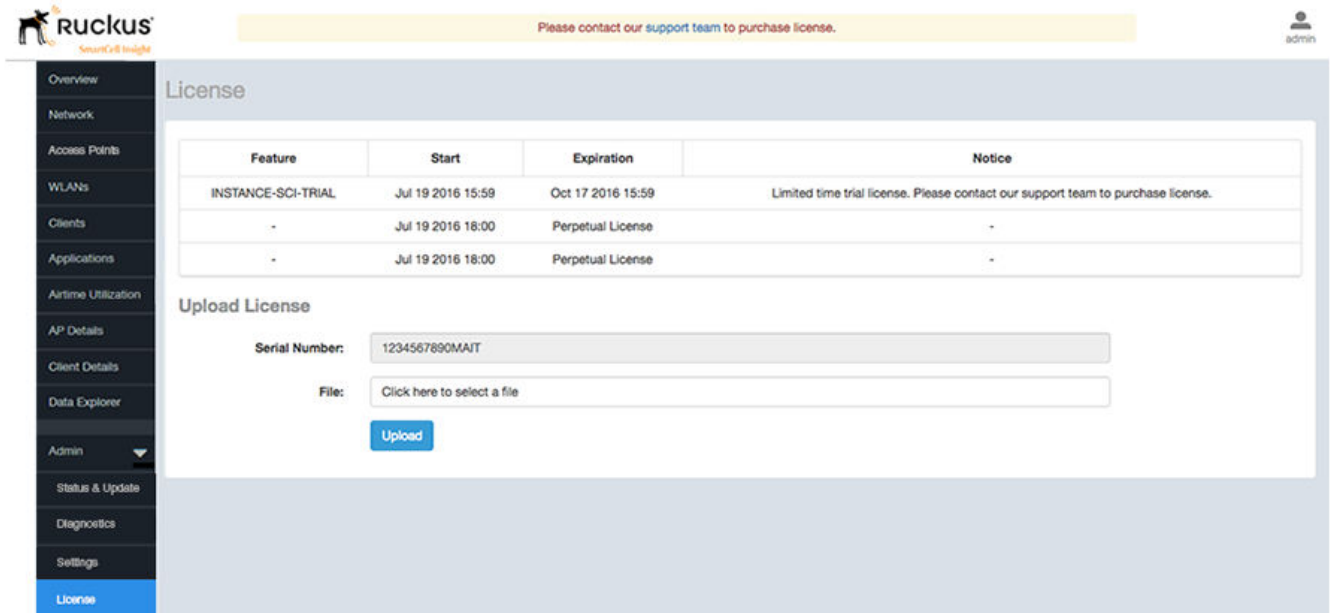 Ruckus
SmartCell Insight
Please contact our support team to purchase license.
admin
Overview
Network
Access Points
WLANs
Clients
Applications
Airtime Utilization
AP Details
Client Details
Data Explorer
Admin
Status & Update
Diagnostics
Settings
License
License
Feature Start Expiration Notice
INSTANCE-SCI-TRIAL Jul 19 2016 15:59 Oct 17 2016 15:59 Limited time trial license. Please contact our support team to purchase license.
- Jul 19 2016 18:00 Perpetual License -
- Jul 19 2016 18:00 Perpetual License -
Upload License
Serial Number: 1234567890MAIT
File: Click here to select a file
Upload